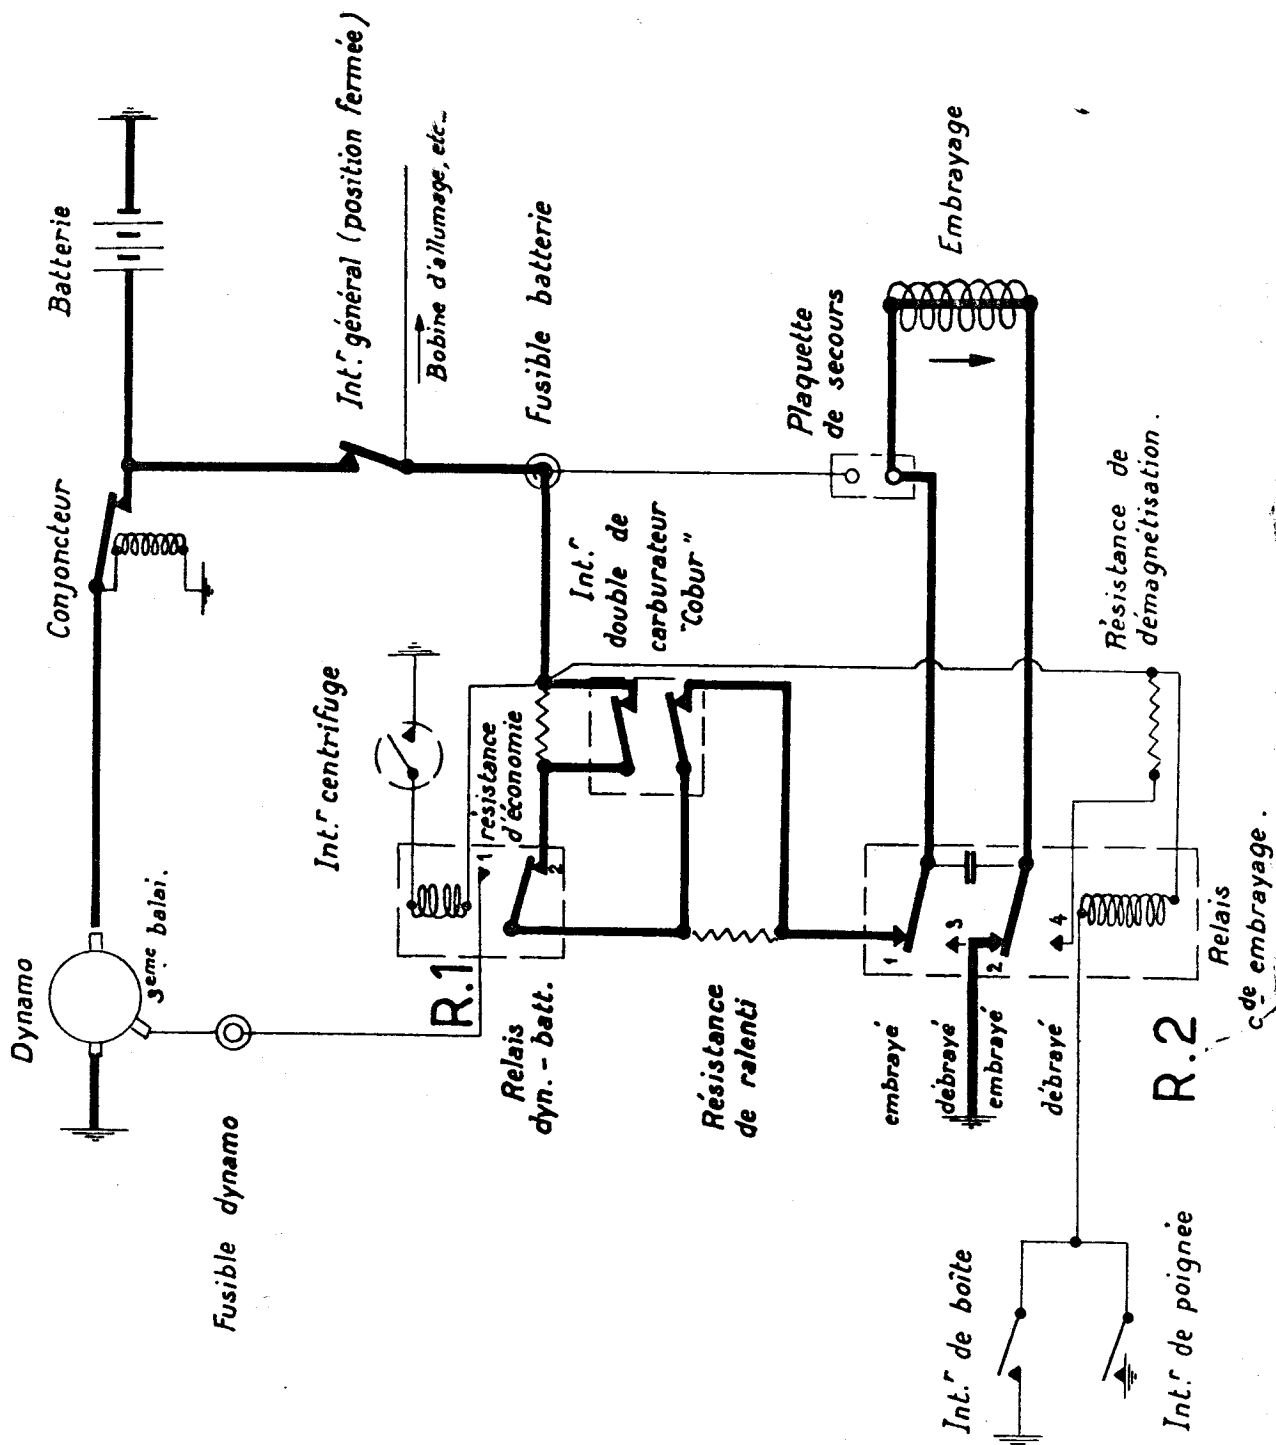 Dynamo
3ème balai.
Fusible dynamo
Conjoncteur
Batterie
Int.r général (position fermée)
Bobine d'allumage, etc_
Int.r centrifuge
Fusible batterie
R.1
Relais
dyn. - batt.
1
2
résistance
d'économie
Int.r
double de
carburateur
"Cobur"
Résistance
de ralenti
Plaquette
de secours
Embrayage
Résistance de
démagnétisation.
embrayé
débrayé
embrayé
débrayé
1
3
2
4
R.2
Relais
cde embrayage.
Int.r de boîte
Int.r de poignée